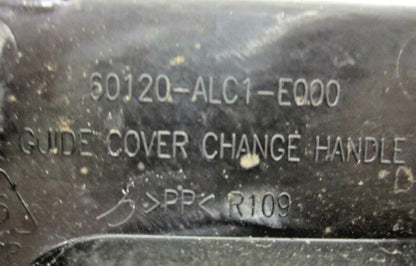 60120-ALC1-E000
GUIDE COVER CHANGE HANDLE
>PP< R109